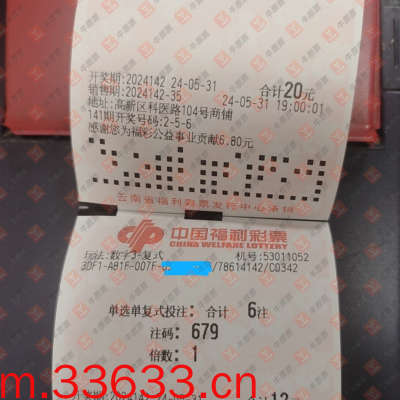 开奖期:2024142 24-05-31 合计20元
销售期:2024142-35 24-05-31 19:00:01
地址:高新区科医路104号商铺
141期开奖号码:2-5-6
感谢您为福彩公益事业贡献6.80元
云南省福利彩票发行中心承销
中国福利彩票
CHINA WELFARE LOTTERY
玩法:数字3-复式 机号:53011052
3DF1-A81F-007F- /78614142/C0342
单选单复式投注: 合计 6注
注码: 679
倍数: 1
m.33633.cn